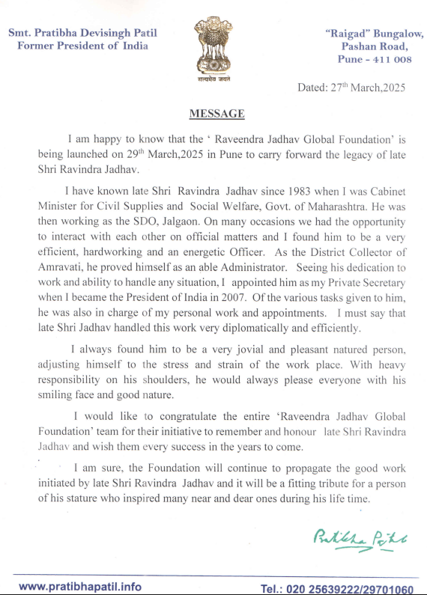 Smt. Pratibha Devisingh Patil
Former President of India
सत्यमेव जयते
"Raigad" Bungalow,
Pashan Road,
Pune - 411 008
Dated: 27th March,2025
MESSAGE
I am happy to know that the ‘ Raveendra Jadhav Global Foundation’ is
being launched on 29th March,2025 in Pune to carry forward the legacy of late
Shri Ravindra Jadhav.
I have known late Shri Ravindra Jadhav since 1983 when I was Cabinet
Minister for Civil Supplies and Social Welfare, Govt. of Maharashtra. He was
then working as the SDO, Jalgaon. On many occasions we had the opportunity
to interact with each other on official matters and I found him to be a very
efficient, hardworking and an energetic Officer. As the District Collector of
Amravati, he proved himself as an able Administrator. Seeing his dedication to
work and ability to handle any situation, I appointed him as my Private Secretary
when I became the President of India in 2007. Of the various tasks given to him,
he was also in charge of my personal work and appointments. I must say that
late Shri Jadhav handled this work very diplomatically and efficiently.
I always found him to be a very jovial and pleasant natured person,
adjusting himself to the stress and strain of the work place. With heavy
responsibility on his shoulders, he would always please everyone with his
smiling face and good nature.
I would like to congratulate the entire ‘Raveendra Jadhav Global
Foundation’ team for their initiative to remember and honour late Shri Ravindra
Jadhav and wish them every success in the years to come.
I am sure, the Foundation will continue to propagate the good work
initiated by late Shri Ravindra Jadhav and it will be a fitting tribute for a person
of his stature who inspired many near and dear ones during his life time.
Pratibha Patil
www.pratibhapatil.info
Tel.: 020 25639222/29701060